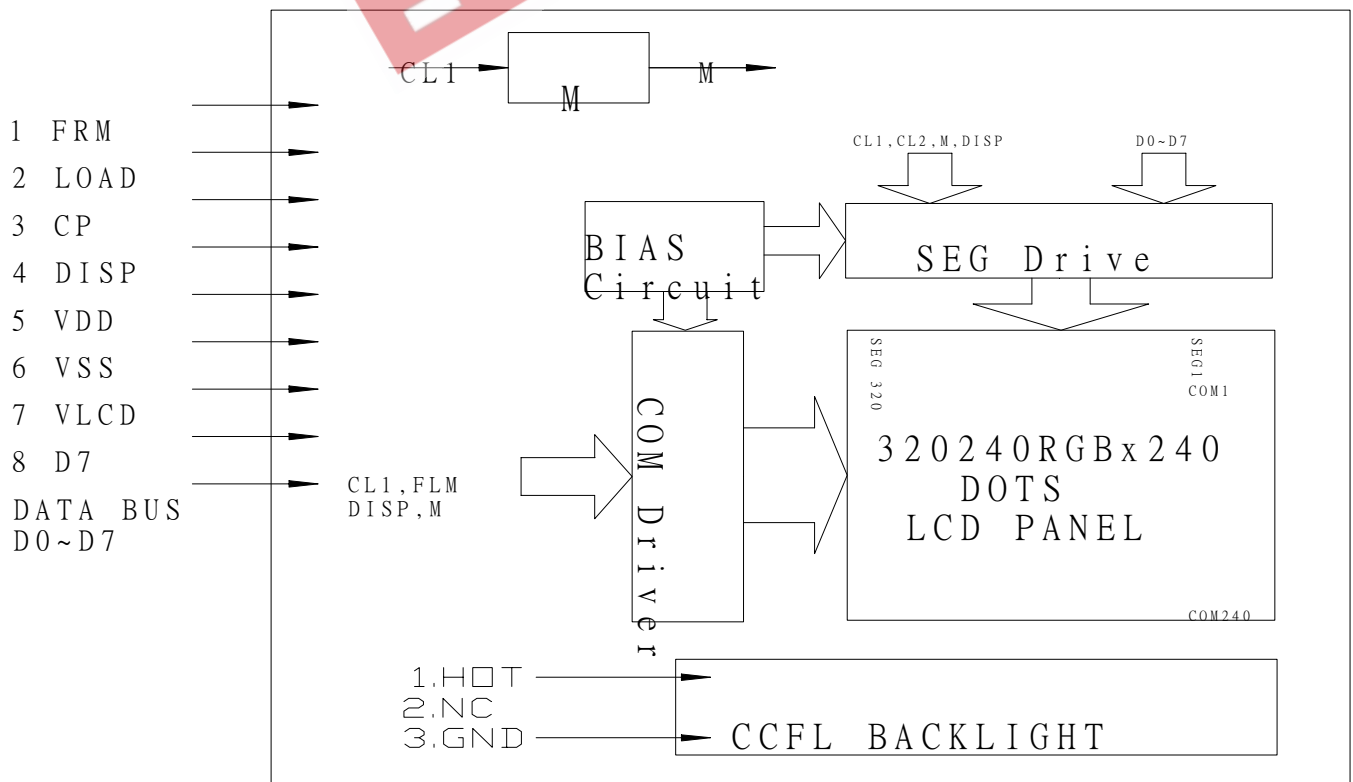 CL1
M
M
1 FRM
2 LOAD
3 CP
4 DISP
5 VDD
6 VSS
7 VLCD
8 D7
DATA BUS
D0~D7
CL1,CL2,M,DISP
D0~D7
BIAS
Circuit
SEG Drive
CL1,FLM
DISP,M
COM Driver
SEG 320
SEG1
COM1
320240RGBx240
DOTS
LCD PANEL
COM240
1.HOT
2.NC
3.GND
CCFL BACKLIGHT